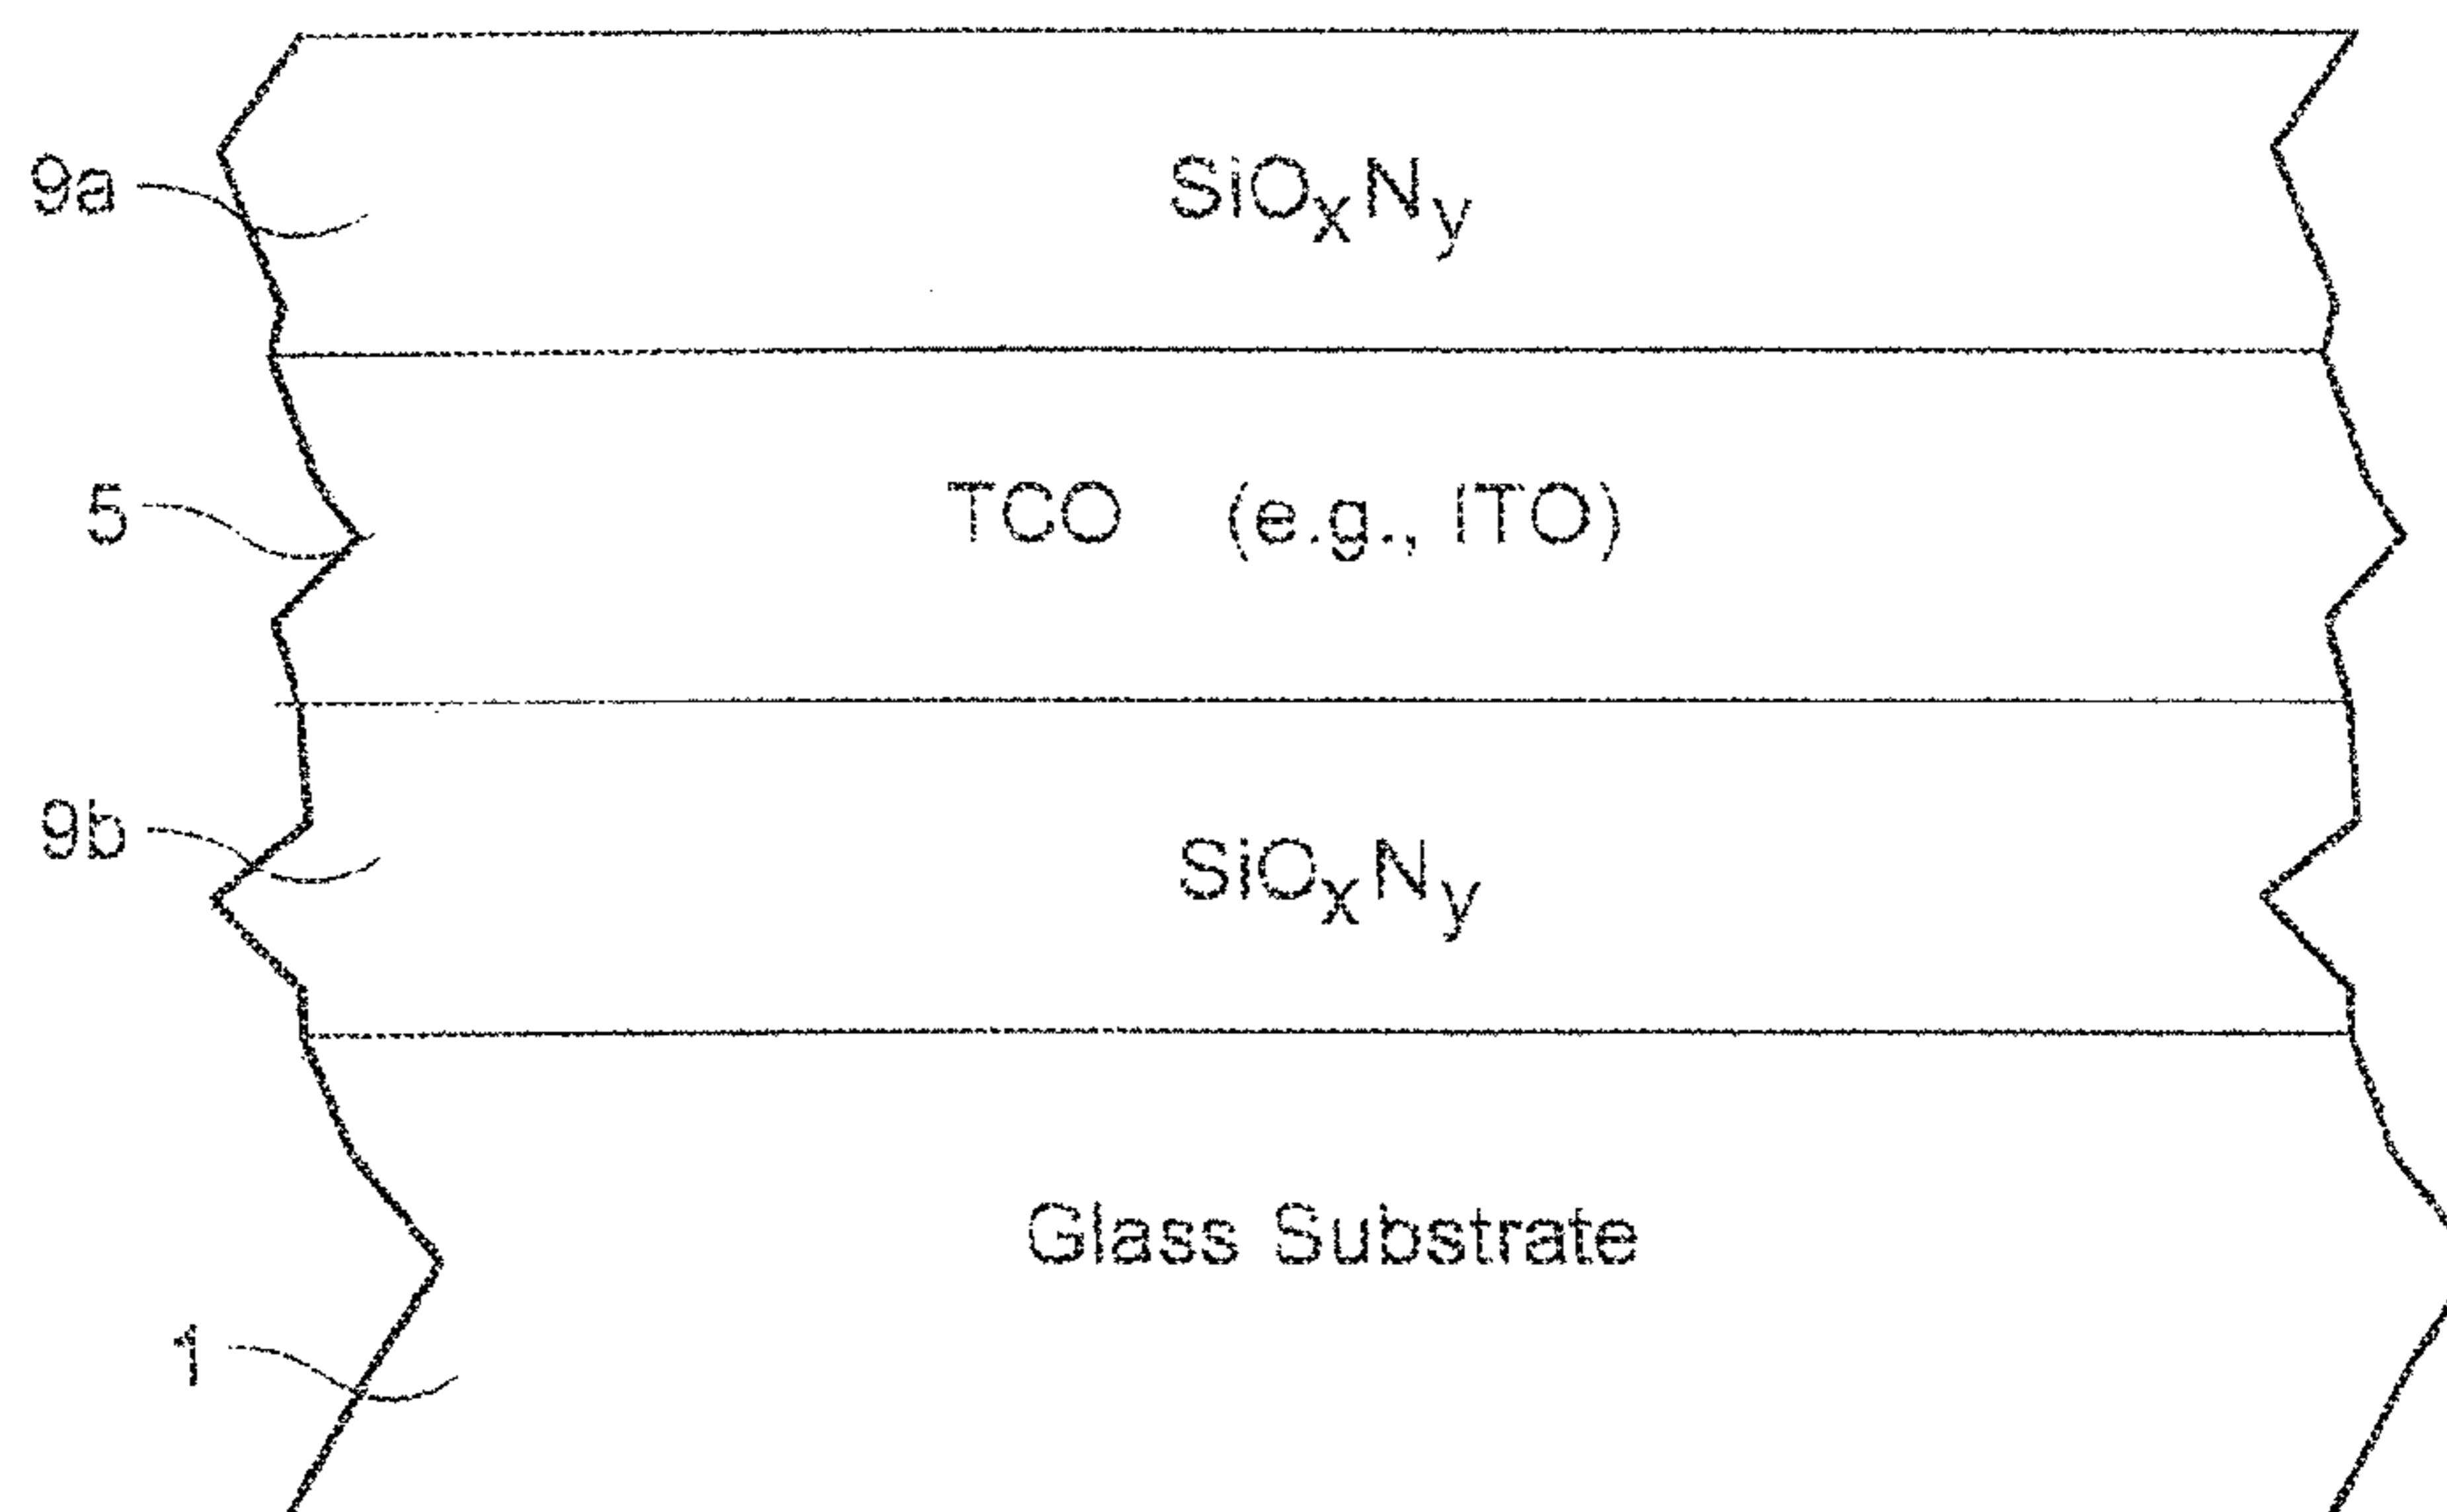 9a SiOxNy
5 TCO (e.g., ITO)
9b SiOxNy
Glass Substrate
1